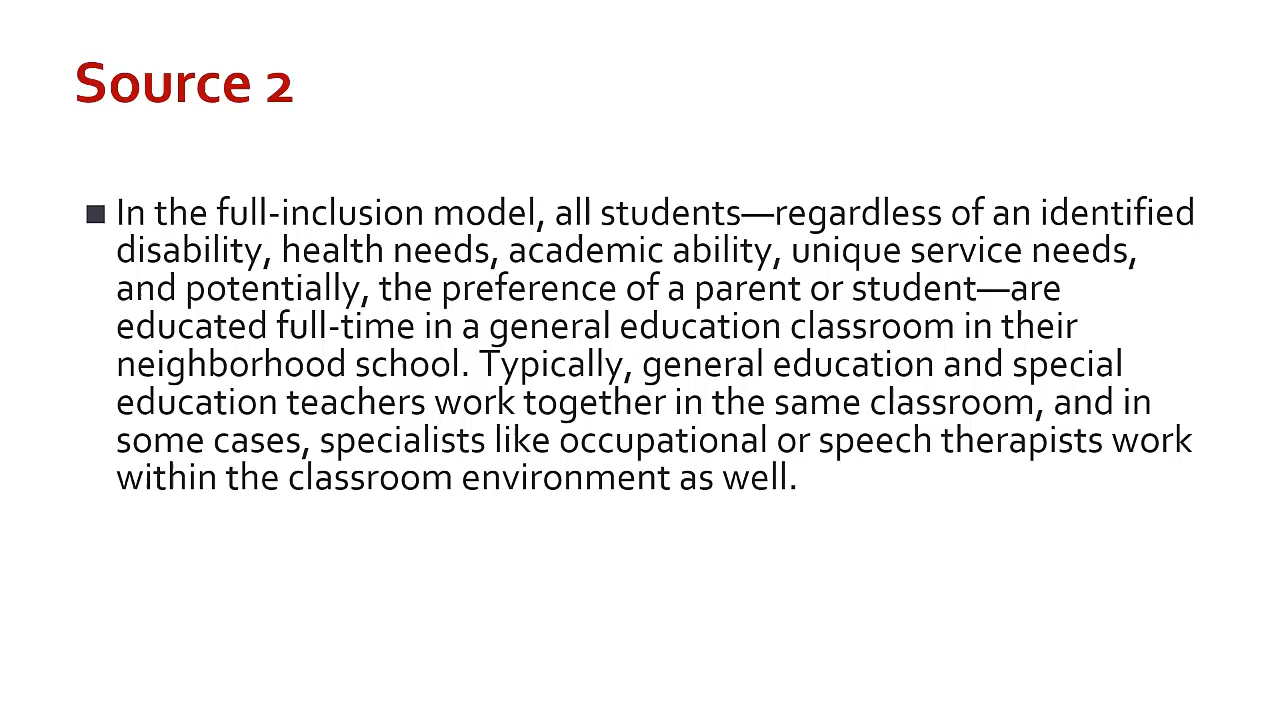 Source 2
In the full-inclusion model, all students—regardless of an identified
disability, health needs, academic ability, unique service needs,
and potentially, the preference of a parent or student—are
educated full-time in a general education classroom in their
neighborhood school. Typically, general education and special
education teachers work together in the same classroom, and in
some cases, specialists like occupational or speech therapists work
within the classroom environment as well.